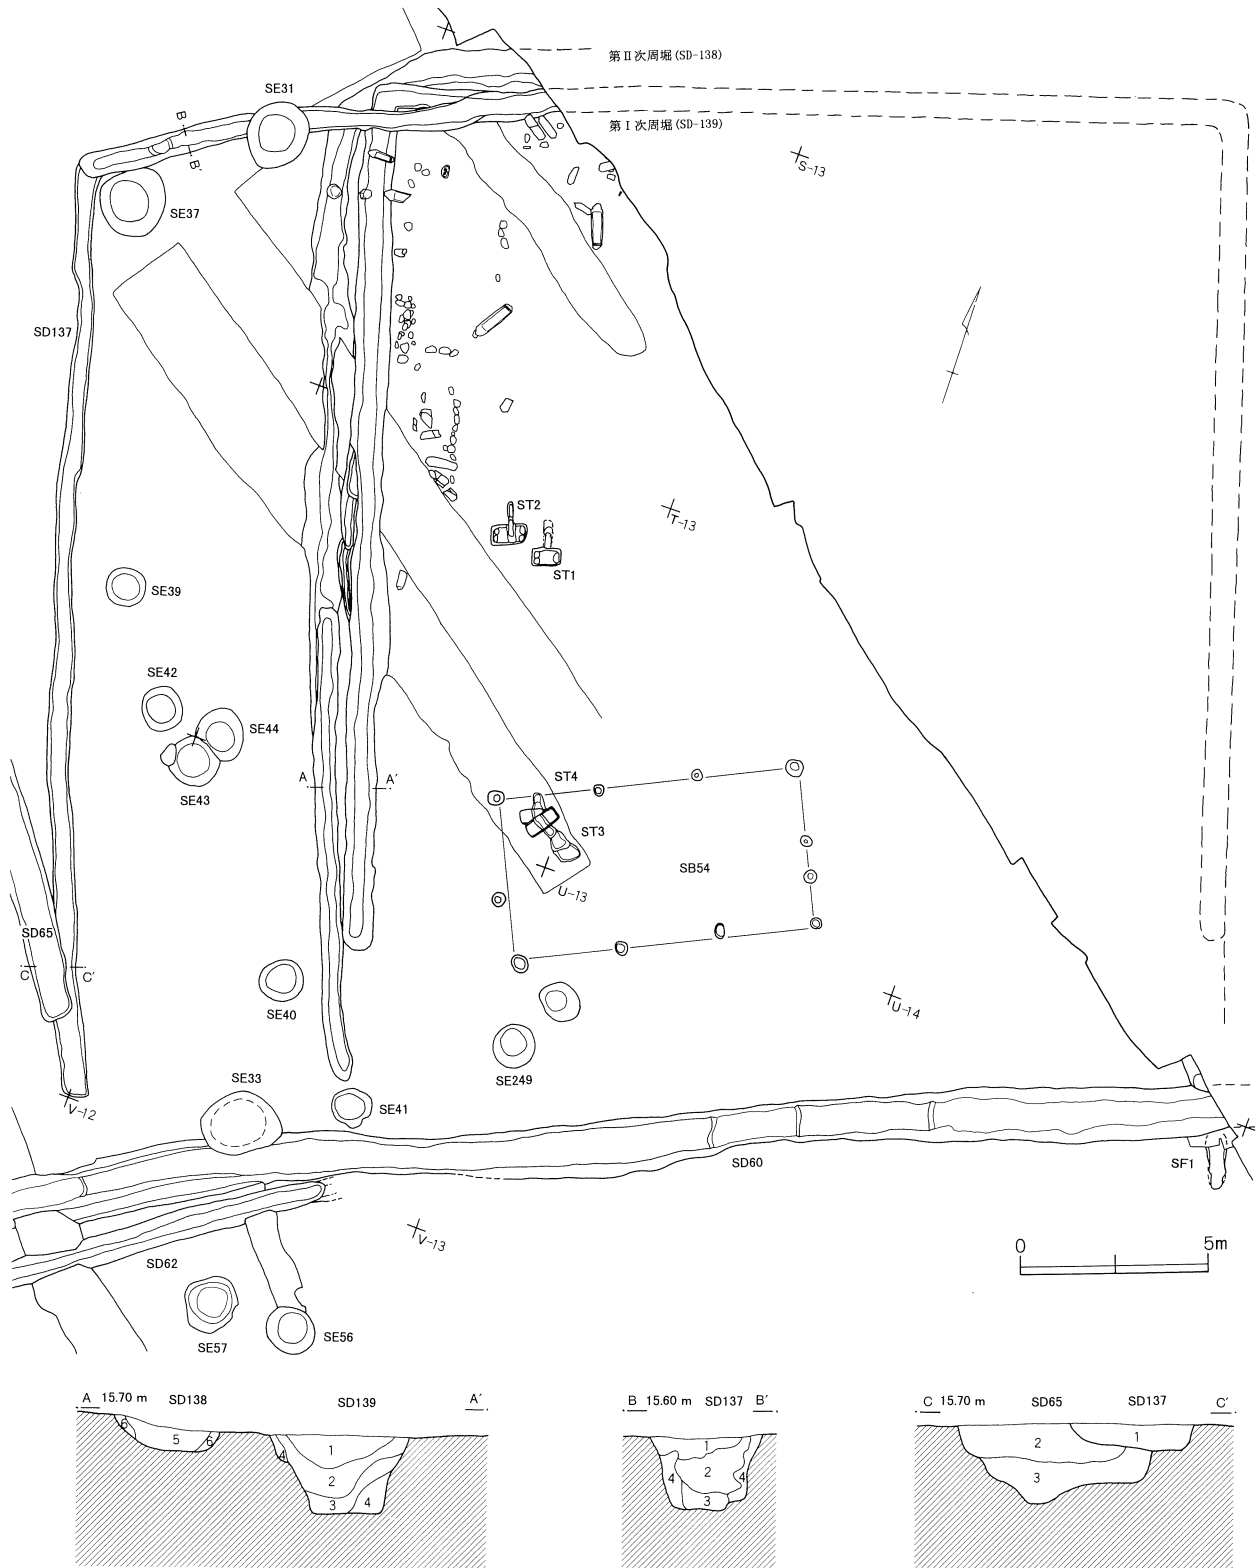 第Ⅱ次周堀(SD-138)
SE31
B
第Ⅰ次周堀(SD-139)
B′
S-13
SE37
SD137
ST2
T-13
ST1
SE39
SE42
SE44
ST4
A
A′
SE43
ST3
SB54
U-13
SD65
C
C′
SE40
U-14
SE249
SE33
SE41
V-12
SD60
SF1
V-13
0 5m
SD62
SE57
SE56
A 15.70 m SD138 SD139 A′
6 5 6 4 1 2 3 4
B 15.60 m SD137 B′
1 2 4 4 3
C 15.70 m SD65 SD137 C′
2 1 3